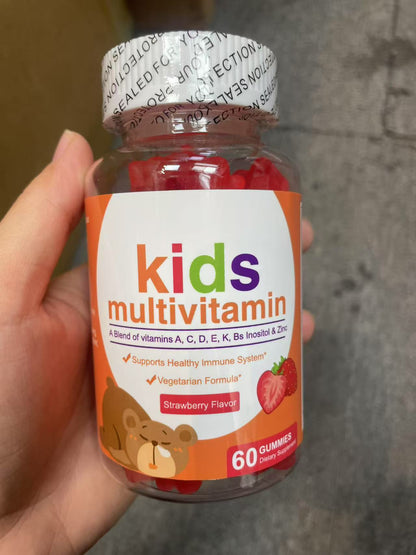 SEALED FOR YOUR PROTECTION
kids
multivitamin
A Blend of vitamins A, C, D, E, K, Bs Inositol & Zinc
✓Supports Healthy Immune System*
✓Vegetarian Formula*
Strawberry Flavor
60 GUMMIES
Dietary Supplement